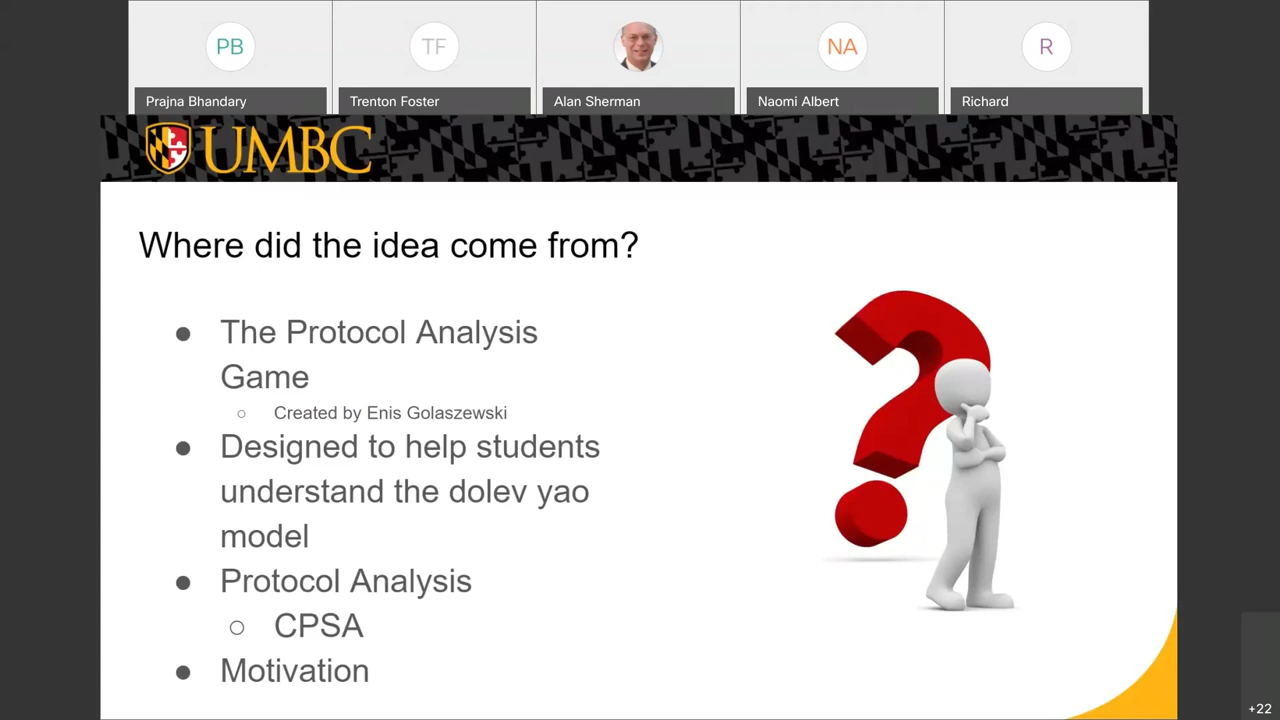 PB
TF
NA
R
Prajna Bhandary
Trenton Foster
Alan Sherman
Naomi Albert
Richard
UMBC
Where did the idea come from?
● The Protocol Analysis
Game
○ Created by Enis Golaszewski
● Designed to help students
understand the dolev yao
model
● Protocol Analysis
○ CPSA
● Motivation
?
+22